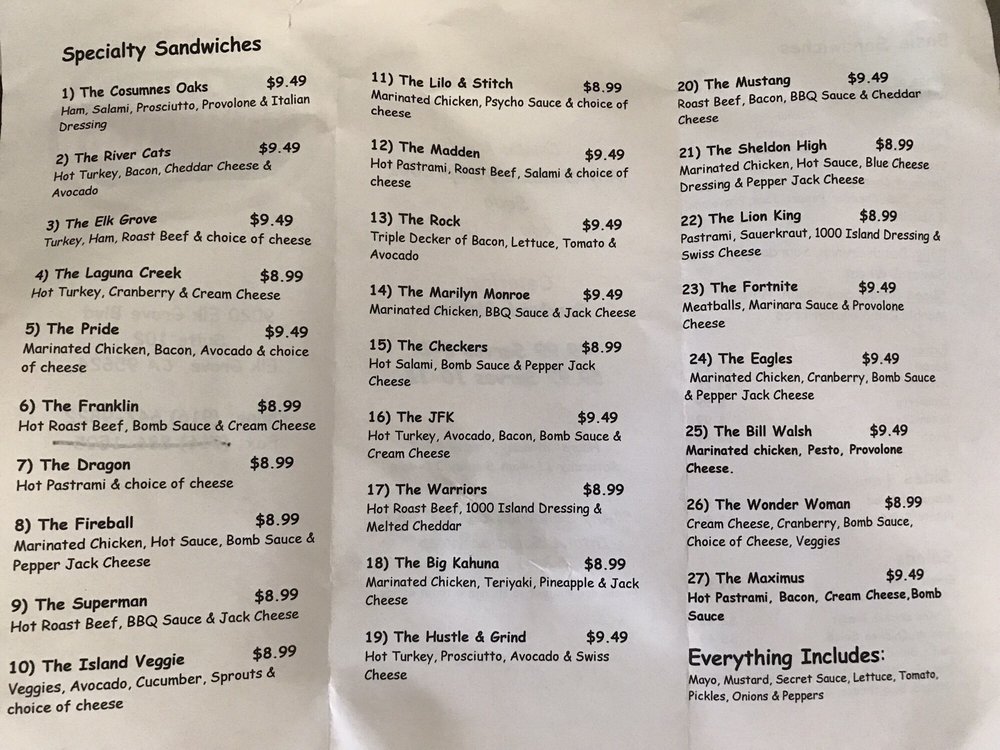 Specialty Sandwiches
1) The Cosumnes Oaks $9.49
Ham, Salami, Prosciutto, Provolone & Italian
Dressing
2) The River Cats $9.49
Hot Turkey, Bacon, Cheddar Cheese &
Avocado
3) The Elk Grove $9.49
Turkey, Ham, Roast Beef & choice of cheese
4) The Laguna Creek $8.99
Hot Turkey, Cranberry & Cream Cheese
5) The Pride $9.49
Marinated Chicken, Bacon, Avocado & choice
of cheese
6) The Franklin $8.99
Hot Roast Beef, Bomb Sauce & Cream Cheese
7) The Dragon $8.99
Hot Pastrami & choice of cheese
8) The Fireball $8.99
Marinated Chicken, Hot Sauce, Bomb Sauce &
Pepper Jack Cheese
9) The Superman $8.99
Hot Roast Beef, BBQ Sauce & Jack Cheese
10) The Island Veggie $8.99
Veggies, Avocado, Cucumber, Sprouts &
choice of cheese
11) The Lilo & Stitch $8.99
Marinated Chicken, Psycho Sauce & choice of
cheese
12) The Madden $9.49
Hot Pastrami, Roast Beef, Salami & choice of
cheese
13) The Rock $9.49
Triple Decker of Bacon, Lettuce, Tomato &
Avocado
14) The Marilyn Monroe $9.49
Marinated Chicken, BBQ Sauce & Jack Cheese
15) The Checkers $8.99
Hot Salami, Bomb Sauce & Pepper Jack
Cheese
16) The JFK $9.49
Hot Turkey, Avocado, Bacon, Bomb Sauce &
Cream Cheese
17) The Warriors $8.99
Hot Roast Beef, 1000 Island Dressing &
Melted Cheddar
18) The Big Kahuna $8.99
Marinated Chicken, Teriyaki, Pineapple & Jack
Cheese
19) The Hustle & Grind $9.49
Hot Turkey, Prosciutto, Avocado & Swiss
Cheese
20) The Mustang $9.49
Roast Beef, Bacon, BBQ Sauce & Cheddar
Cheese
21) The Sheldon High $8.99
Marinated Chicken, Hot Sauce, Blue Cheese
Dressing & Pepper Jack Cheese
22) The Lion King $8.99
Pastrami, Sauerkraut, 1000 Island Dressing &
Swiss Cheese
23) The Fortnite $9.49
Meatballs, Marinara Sauce & Provolone
Cheese
24) The Eagles $9.49
Marinated Chicken, Cranberry, Bomb Sauce
& Pepper Jack Cheese
25) The Bill Walsh $9.49
Marinated chicken, Pesto, Provolone
Cheese.
26) The Wonder Woman $8.99
Cream Cheese, Cranberry, Bomb Sauce,
Choice of Cheese, Veggies
27) The Maximus $9.49
Hot Pastrami, Bacon, Cream Cheese,Bomb
Sauce
Everything Includes:
Mayo, Mustard, Secret Sauce, Lettuce, Tomato,
Pickles, Onions & Peppers